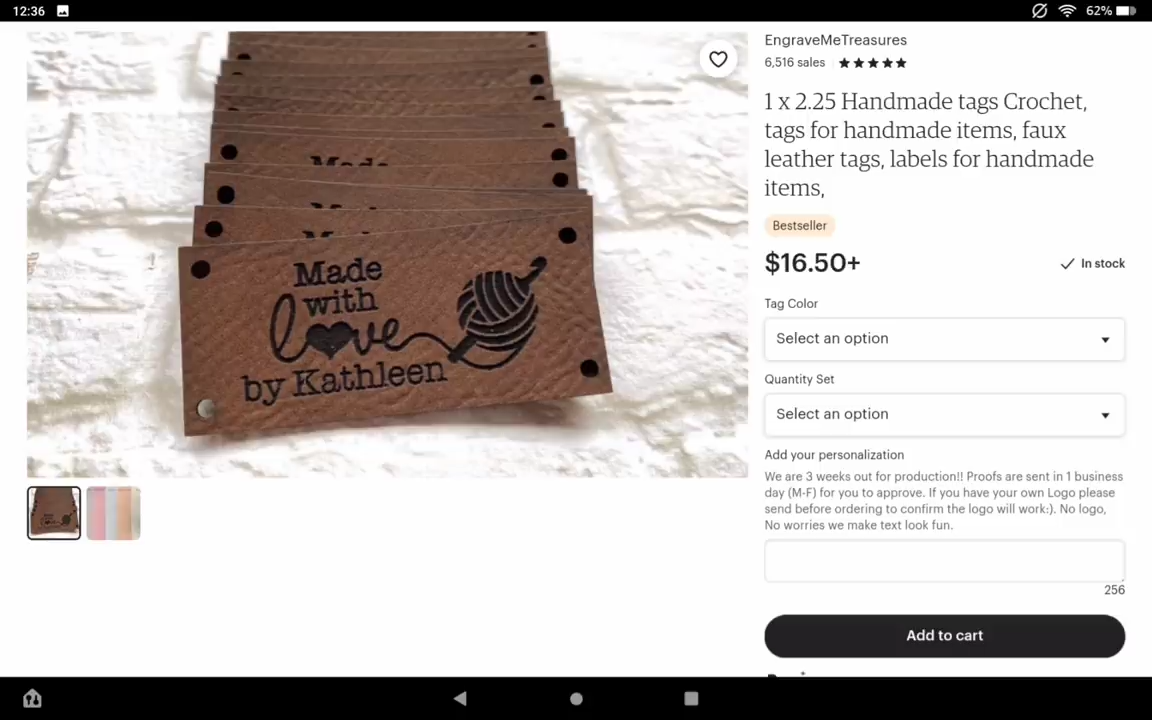 12:36
62%
EngraveMeTreasures
6,516 sales
1 x 2.25 Handmade tags Crochet,
tags for handmade items, faux
leather tags, labels for handmade
items,
Bestseller
$16.50+
In stock
Tag Color
Select an option
Quantity Set
Select an option
Add your personalization
We are 3 weeks out for production!! Proofs are sent in 1 business
day (M-F) for you to approve. If you have your own Logo please
send before ordering to confirm the logo will work:). No logo,
No worries we make text look fun.
256
Add to cart
Made
Made
with
love
by Kathleen